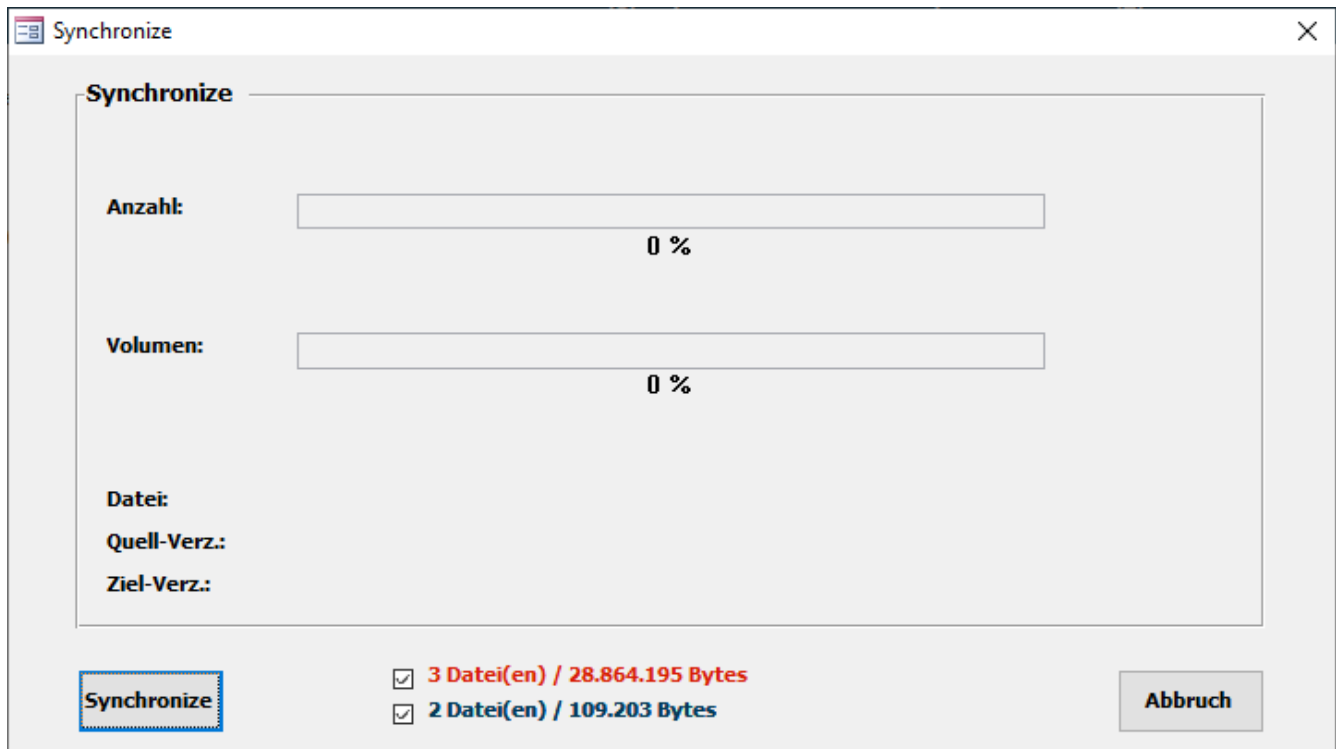 Synchronize
Synchronize
Anzahl:
0 %
Volumen:
0 %
Datei:
Quell-Verz.:
Ziel-Verz.:
3 Datei(en) / 28.864.195 Bytes
Synchronize
2 Datei(en) / 109.203 Bytes
Abbruch